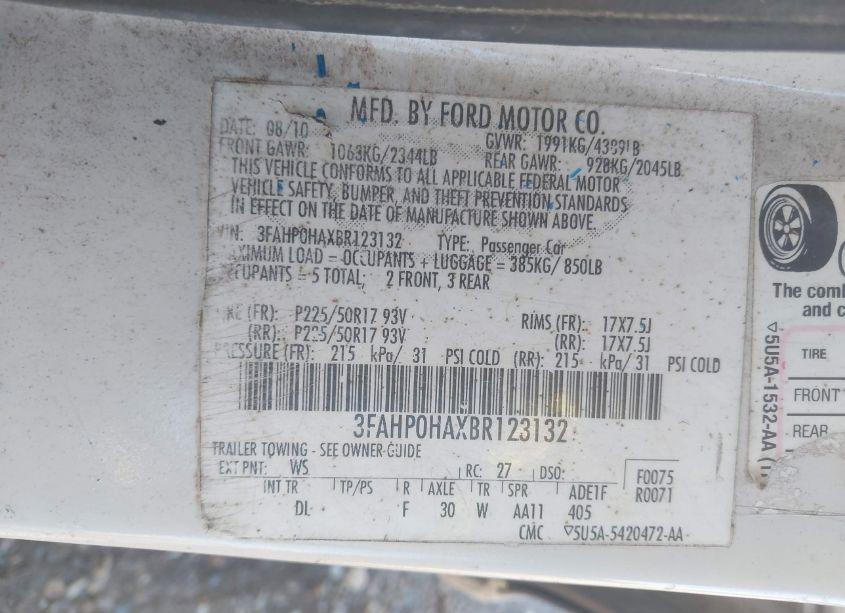 MFD. BY FORD MOTOR CO.
DATE: 08/10 GVWR: 1991KG/4389LB
FRONT GAWR: 1063KG/2344LB REAR GAWR: 928KG/2045LB
THIS VEHICLE CONFORMS TO ALL APPLICABLE FEDERAL MOTOR
VEHICLE SAFETY, BUMPER, AND THEFT PREVENTION STANDARDS
IN EFFECT ON THE DATE OF MANUFACTURE SHOWN ABOVE.
VIN: 3FAHP0HAXBR123132 TYPE: Passenger Car
MAXIMUM LOAD = OCCUPANTS + LUGGAGE = 385KG/ 850LB
OCCUPANTS = 5 TOTAL, 2 FRONT, 3 REAR
(FR): P225/50R17 93V RIMS (FR): 17X7.5J
(RR): P225/50R17 93V (RR): 17X7.5J
PRESSURE (FR): 215 kPa/ 31 PSI COLD (RR): 215 kPa/ 31 PSI COLD
3FAHP0HAXBR123132
TRAILER TOWING - SEE OWNER GUIDE
EXT PNT: WS RC: 27 DSO: F0075
R0071
INT TR TP/PS R AXLE TR SPR ADE1F
DL F 30 W AA11 405
CMC ▽5U5A-5420472-AA
The comb
and c
▽5U5A-1532-AA
TIRE
FRONT
REAR